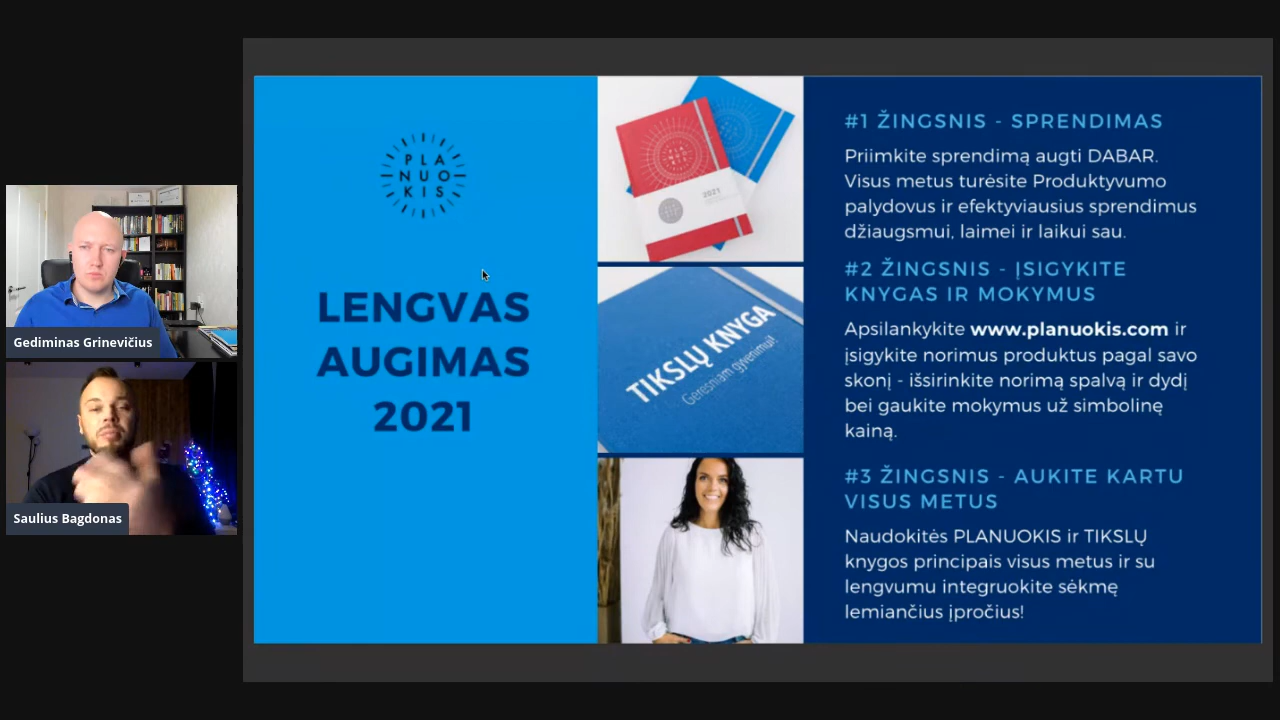 Gediminas Grinevičius
Saulius Bagdonas
PLA
NUO
KIS
LENGVAS
AUGIMAS
2021
PLA
NUO
KIS
2021
TIKSLŲ KNYGA
Geresniam gyvenimui!
#1 ŽINGSNIS - SPRENDIMAS
Priimkite sprendimą augti DABAR.
Visus metus turėsite Produktyvumo
palydovus ir efektyviausius sprendimus
džiaugsmui, laimei ir laikui sau.
#2 ŽINGSNIS - ĮSIGYKITE
KNYGAS IR MOKYMUS
Apsilankykite www.planuokis.com ir
įsigykite norimus produktus pagal savo
skonį - išsirinkite norimą spalvą ir dydį
bei gaukite mokymus už simbolinę
kainą.
#3 ŽINGSNIS - AUKITE KARTU
VISUS METUS
Naudokitės PLANUOKIS ir TIKSLŲ
knygos principais visus metus ir su
lengvumu integruokite sėkmę
lemiančius įpročius!